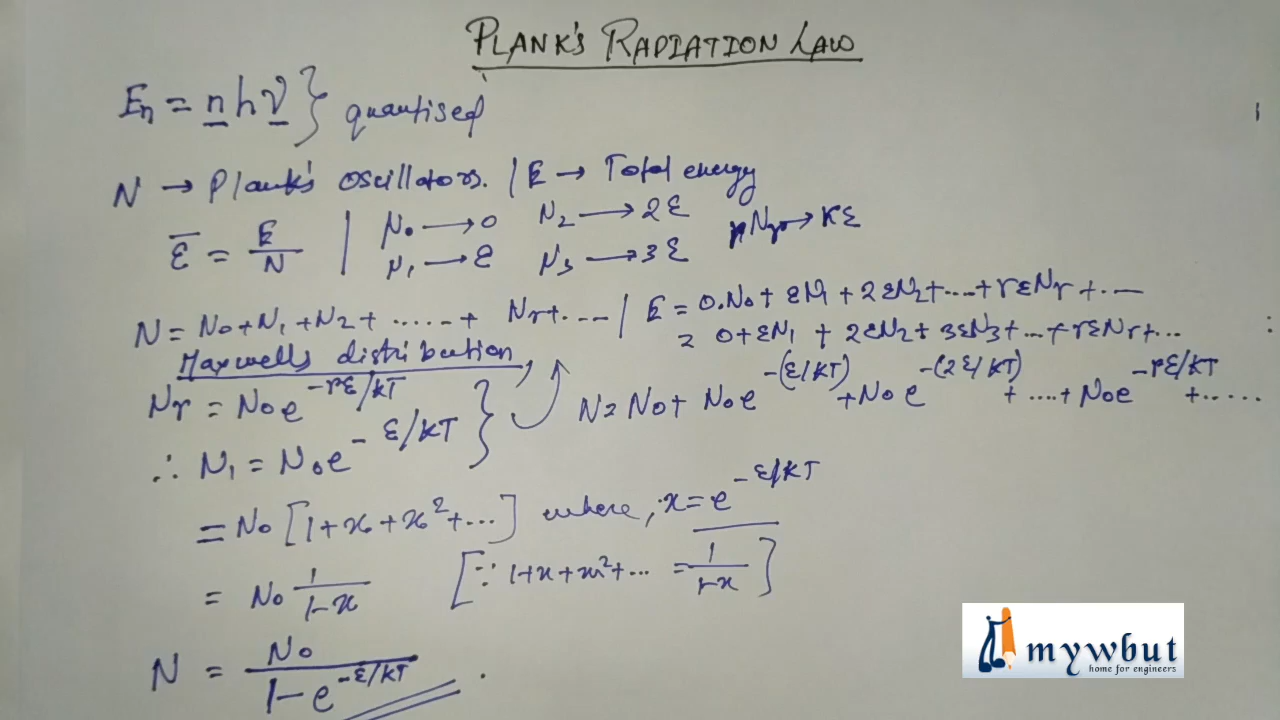 PLANK'S RADIATION LAW
En = nhν } quantised
N → Plank's oscillators. | E → Total energy
ε̅ = E/N | N₀ → 0 N₂ → 2ε Nr → rε
N₁ → ε N₃ → 3ε
N = N₀ + N₁ + N₂ + ...... + Nr + .... | E = 0.N₀ + εN₁ + 2εN₂ + .... + rεNr + ....
= 0 + εN₁ + 2εN₂ + 3εN₃ + ... + rεNr + ...
Maxwells distribution
Nr = N₀e^-rε/kT
N = N₀ + N₀e^-(ε/kT) + N₀e^-(2ε/kT) + .... + N₀e^-rε/kT + .....
∴ N₁ = N₀e^-ε/kT }
= N₀ [1 + x + x² + ...] where, x = e^-ε/kT
= N₀ 1/1-x [∵ 1 + x + x² + ... = 1/1-x]
N = N₀/1-e^-ε/kT .
mywbut
home for engineers